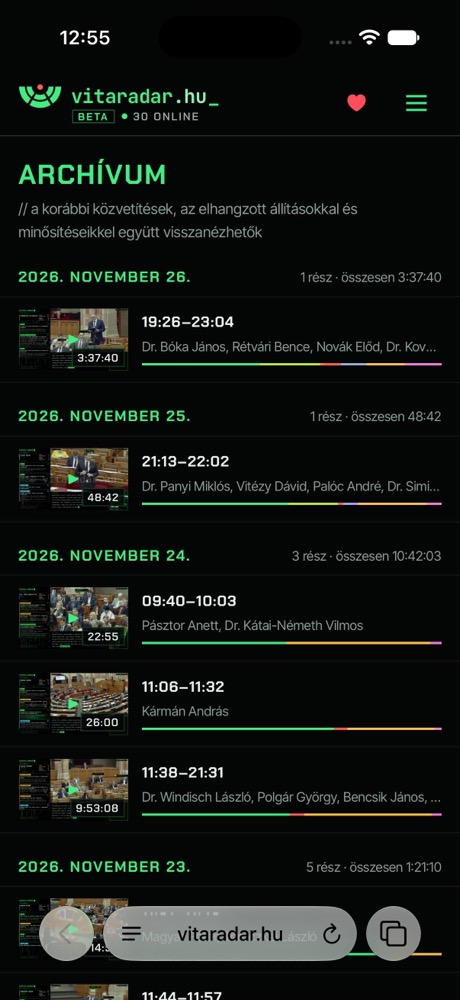 12:55
vitaradar.hu_
BETA 30 ONLINE
ARCHÍVUM
// a korábbi közvetítések, az elhangzott állításokkal és
minősítéseikkel együtt visszanézhetők
2026. NOVEMBER 26. 1 rész · összesen 3:37:40
19:26–23:04
3:37:40
Dr. Bóka János, Rétvári Bence, Novák Előd, Dr. Kov...
2026. NOVEMBER 25. 1 rész · összesen 48:42
21:13–22:02
48:42
Dr. Panyi Miklós, Vitézy Dávid, Palóc André, Dr. Simi...
2026. NOVEMBER 24. 3 rész · összesen 10:42:03
09:40–10:03
22:55
Pásztor Anett, Dr. Kátai-Németh Vilmos
11:06–11:32
26:00
Kármán András
11:38–21:31
9:53:08
Dr. Windisch László, Polgár György, Bencsik János, ...
2026. NOVEMBER 23. 5 rész · összesen 1:21:10
vitaradar.hu
11:44–11:57